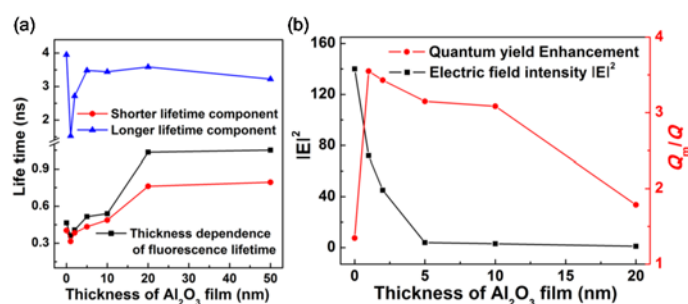 (a)
4
3
2
0.9
0.6
0.3
Life time (ns)
Shorter lifetime component
Longer lifetime component
Thickness dependence
of fluorescence lifetime
0 10 20 30 40 50
Thickness of Al₂O₃ film (nm)
(b)
160
120
80
40
0
|E|²
Quantum yield Enhancement
Electric field intensity |E|²
4
3
2
1
Qₘ/Q
0 5 10 15 20
Thickness of Al₂O₃ film (nm)